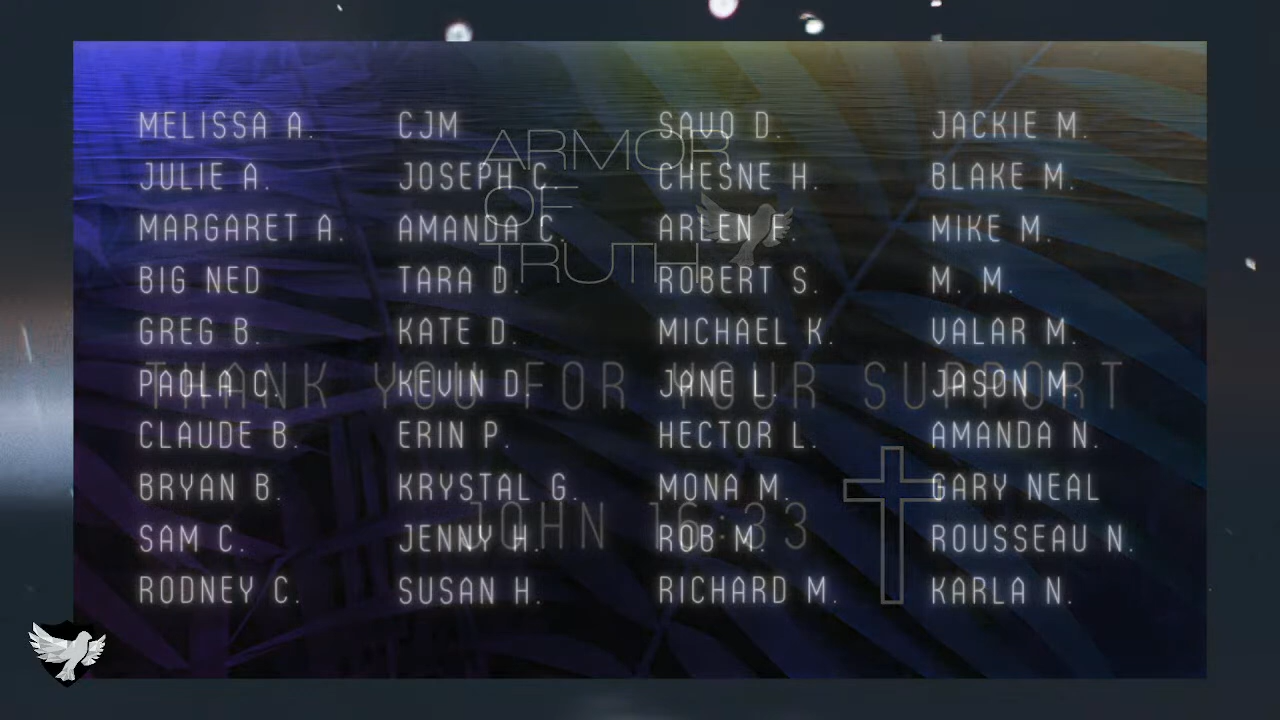 MELISSA A.
JULIE A.
MARGARET A.
BIG NED
GREG B.
PAOLA C.
CLAUDE B.
BRYAN B.
SAM C.
RODNEY C.
CJM
JOSEPH C.
AMANDA C.
TARA D.
KATE D.
KEVIN D.
ERIN P.
KRYSTAL G.
JENNY H.
SUSAN H.
SAVO D.
CHESNE H.
ARLEN F.
ROBERT S.
MICHAEL K.
JANE L.
HECTOR L.
MONA M.
ROB M.
RICHARD M.
JACKIE M.
BLAKE M.
MIKE M.
M. M.
VALAR M.
JASON M.
AMANDA N.
GARY NEAL
ROUSSEAU N.
KARLA N.
ARMOR
OF
TRUTH
THANK YOU FOR YOUR SUPPORT
JOHN 16:33